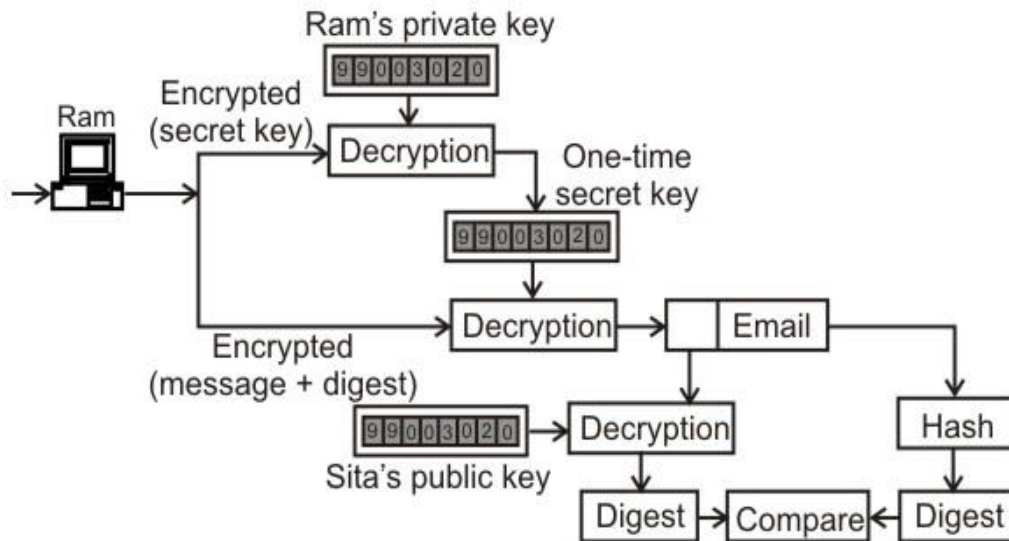 Ram's private key
99003020
Encrypted
(secret key)
Ram
Decryption
One-time
secret key
99003020
Decryption
Email
Encrypted
(message + digest)
99003020
Sita's public key
Decryption
Hash
Digest
Compare
Digest